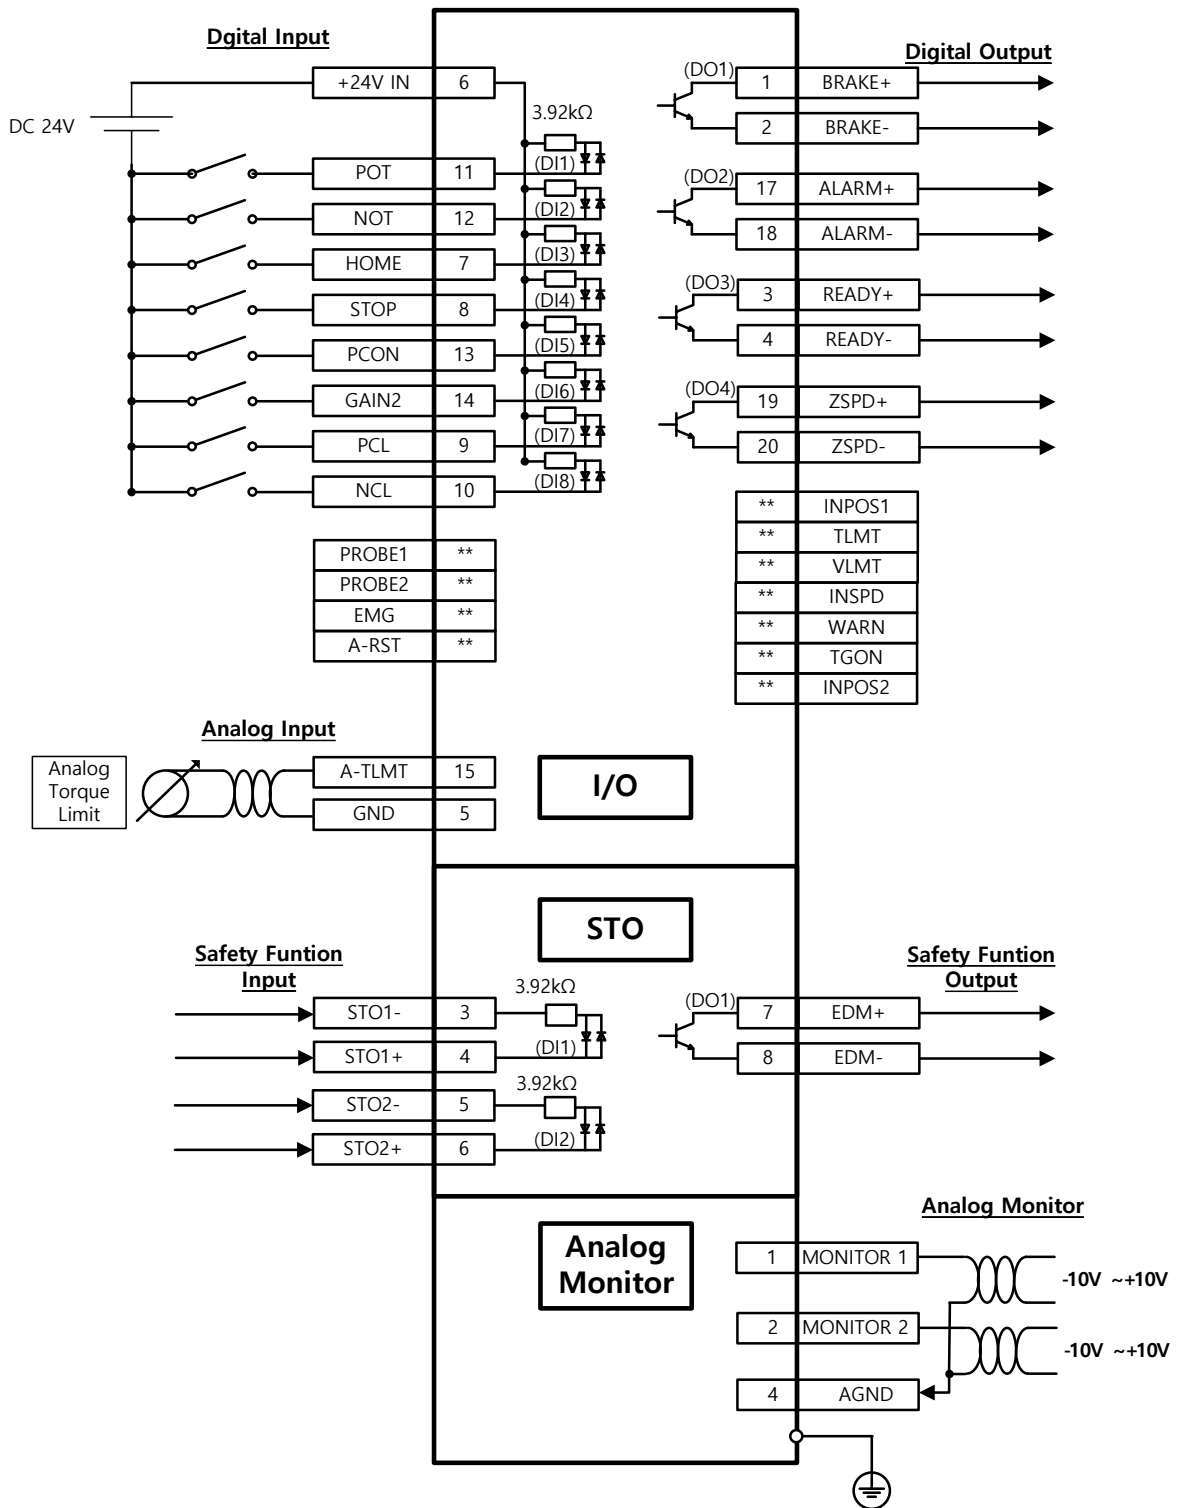 Dgital Input
+24V IN 6
DC 24V
3.92kΩ
(DI1)
POT 11
(DI2)
NOT 12
(DI3)
HOME 7
(DI4)
STOP 8
(DI5)
PCON 13
(DI6)
GAIN2 14
(DI7)
PCL 9
(DI8)
NCL 10
PROBE1 **
PROBE2 **
EMG **
A-RST **
Digital Output
(DO1) 1 BRAKE+
2 BRAKE-
(DO2) 17 ALARM+
18 ALARM-
(DO3) 3 READY+
4 READY-
(DO4) 19 ZSPD+
20 ZSPD-
** INPOS1
** TLMT
** VLMT
** INSPD
** WARN
** TGON
** INPOS2
Analog Input
Analog
Torque
Limit
A-TLMT 15
GND 5
I/O
STO
Safety Funtion
Input
3.92kΩ
STO1- 3
(DI1)
STO1+ 4
3.92kΩ
STO2- 5
(DI2)
STO2+ 6
Safety Funtion
Output
(DO1) 7 EDM+
8 EDM-
Analog
Monitor
Analog Monitor
1 MONITOR 1
-10V ~+10V
2 MONITOR 2
-10V ~+10V
4 AGND